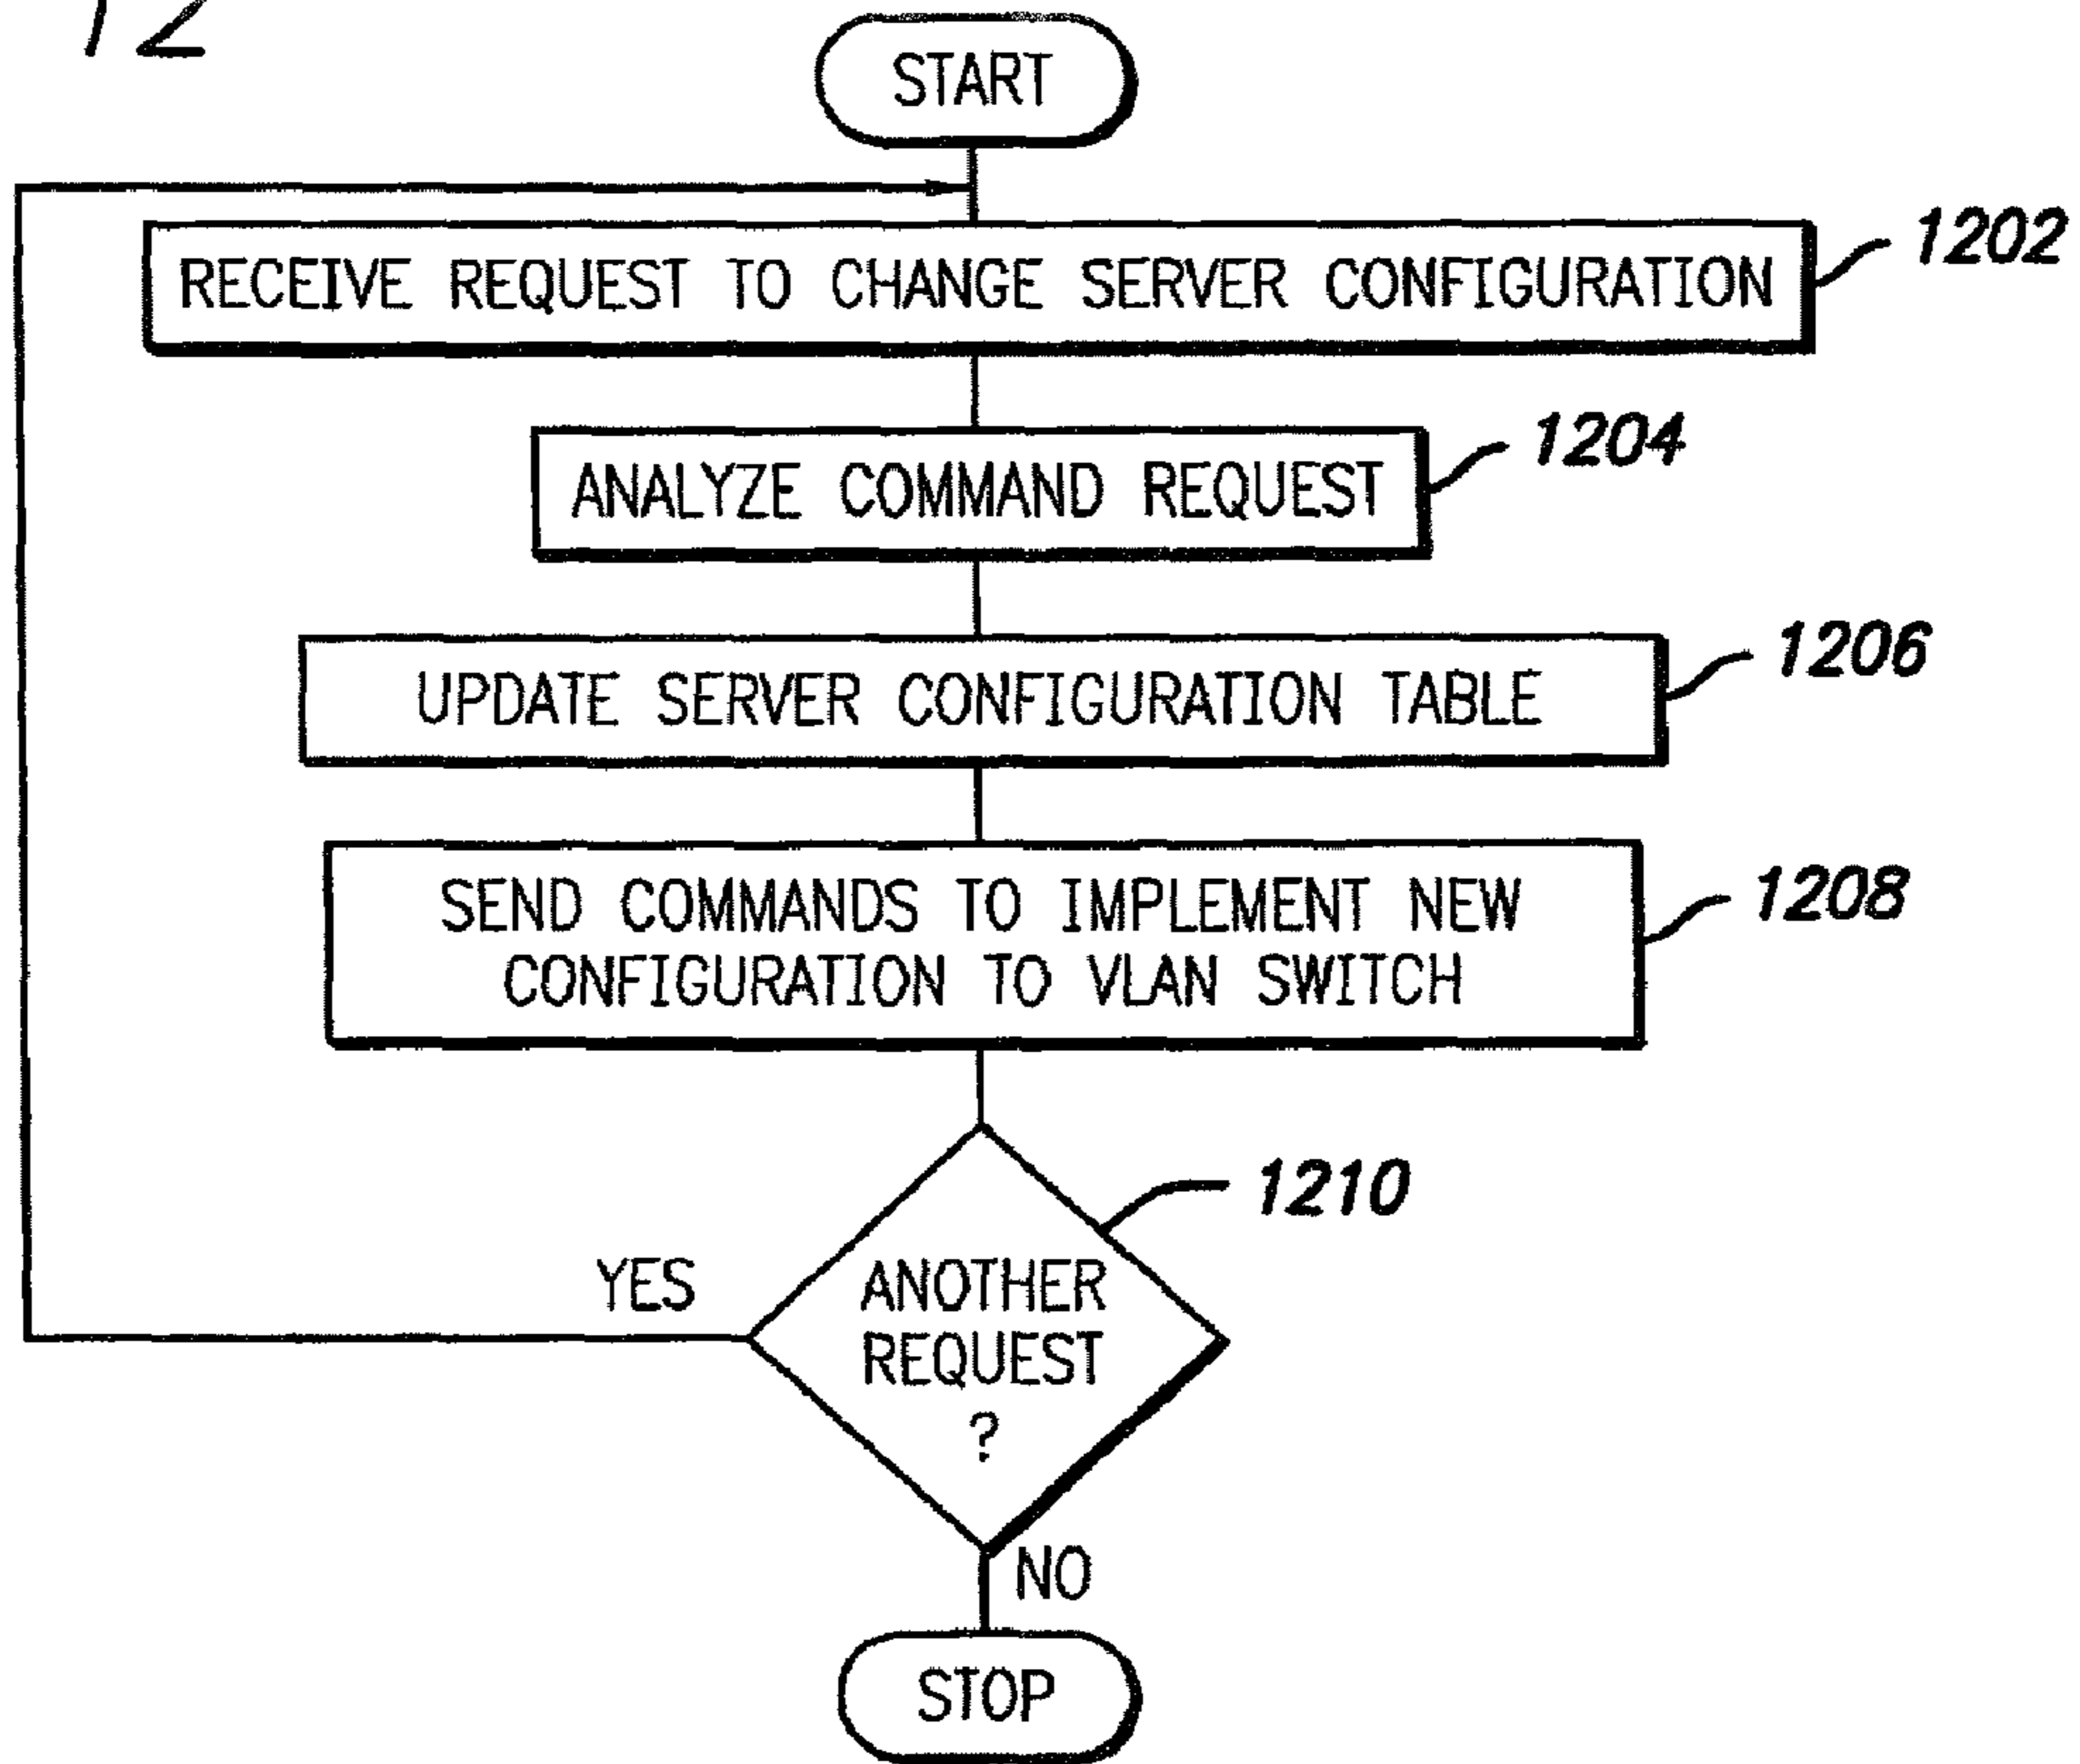 12
START
RECEIVE REQUEST TO CHANGE SERVER CONFIGURATION
1202
ANALYZE COMMAND REQUEST
1204
UPDATE SERVER CONFIGURATION TABLE
1206
SEND COMMANDS TO IMPLEMENT NEW
CONFIGURATION TO VLAN SWITCH
1208
1210
YES
ANOTHER
REQUEST
?
NO
STOP